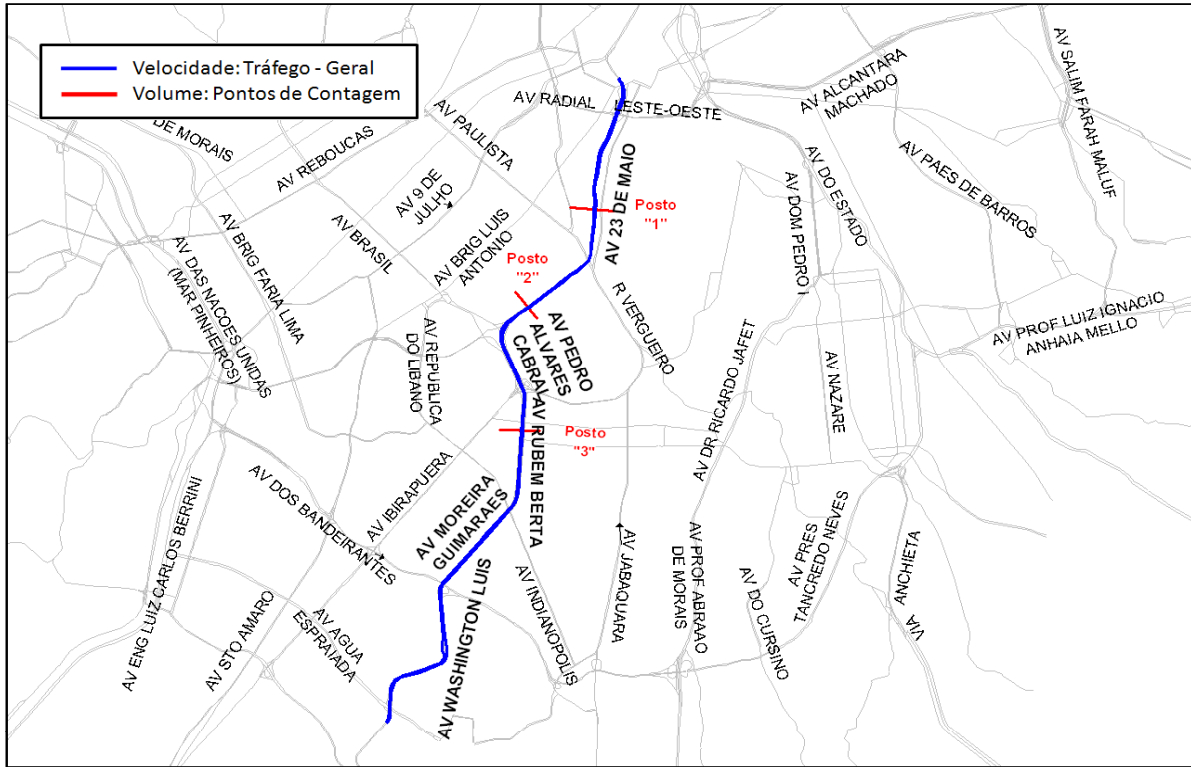 Velocidade: Tráfego - Geral
Volume: Pontos de Contagem
DE MORAIS
AV REBOUCAS
AV PAULISTA
AV RADIAL LESTE-OESTE
AV ALCANTARA
MACHADO
AV SALIM FARAH MALUF
AV 9 DE
JULHO
AV BRASIL
AV BRIG LUIS
ANTONIO
AV 23 DE MAIO
Posto
"1"
AV DOM PEDRO I
AV DO ESTADO
AV PAES DE BARROS
AV DAS NACOES UNIDAS
(MAR PINHEIROS)
AV BRIG FARIA LIMA
Posto
"2"
AV REPUBLICA
DO LIBANO
AV PEDRO
ALVARES
CABRAL
R VERGUEIRO
AV PROF LUIZ IGNACIO
ANHAIA MELLO
AV DR RICARDO JAFET
AV NAZARE
AV RUBEM BERTA
Posto
"3"
AV DOS BANDEIRANTES
AV IBIRAPUERA
AV MOREIRA
GUIMARAES
AV ENG LUIZ CARLOS BERRINI
AV STO AMARO
AV AGUA
ESPRAIADA
AV WASHINGTON LUIS
AV INDIANOPOLIS
AV JABAQUARA
AV PROF ABRAAO
DE MORAIS
AV DO CURSINO
AV PRES
TANCREDO NEVES
VIA ANCHIETA